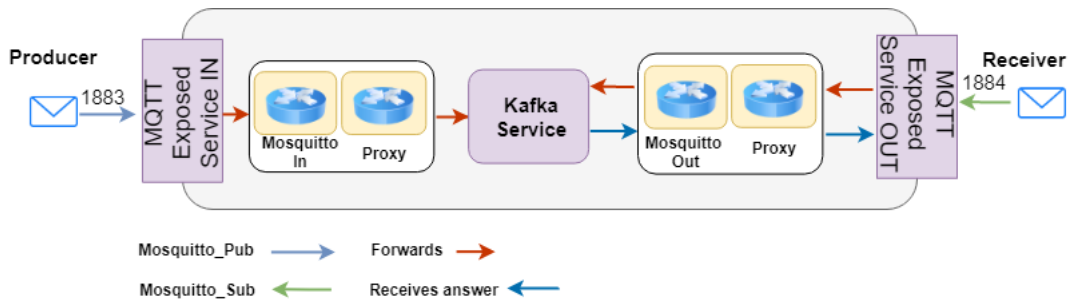 Producer
1883
MQTT
Exposed
Service IN
Mosquitto
In
Proxy
Kafka
Service
Mosquitto
Out
Proxy
MQTT
Exposed
Service OUT
Receiver
1884
Mosquitto_Pub
Forwards
Mosquitto_Sub
Receives answer